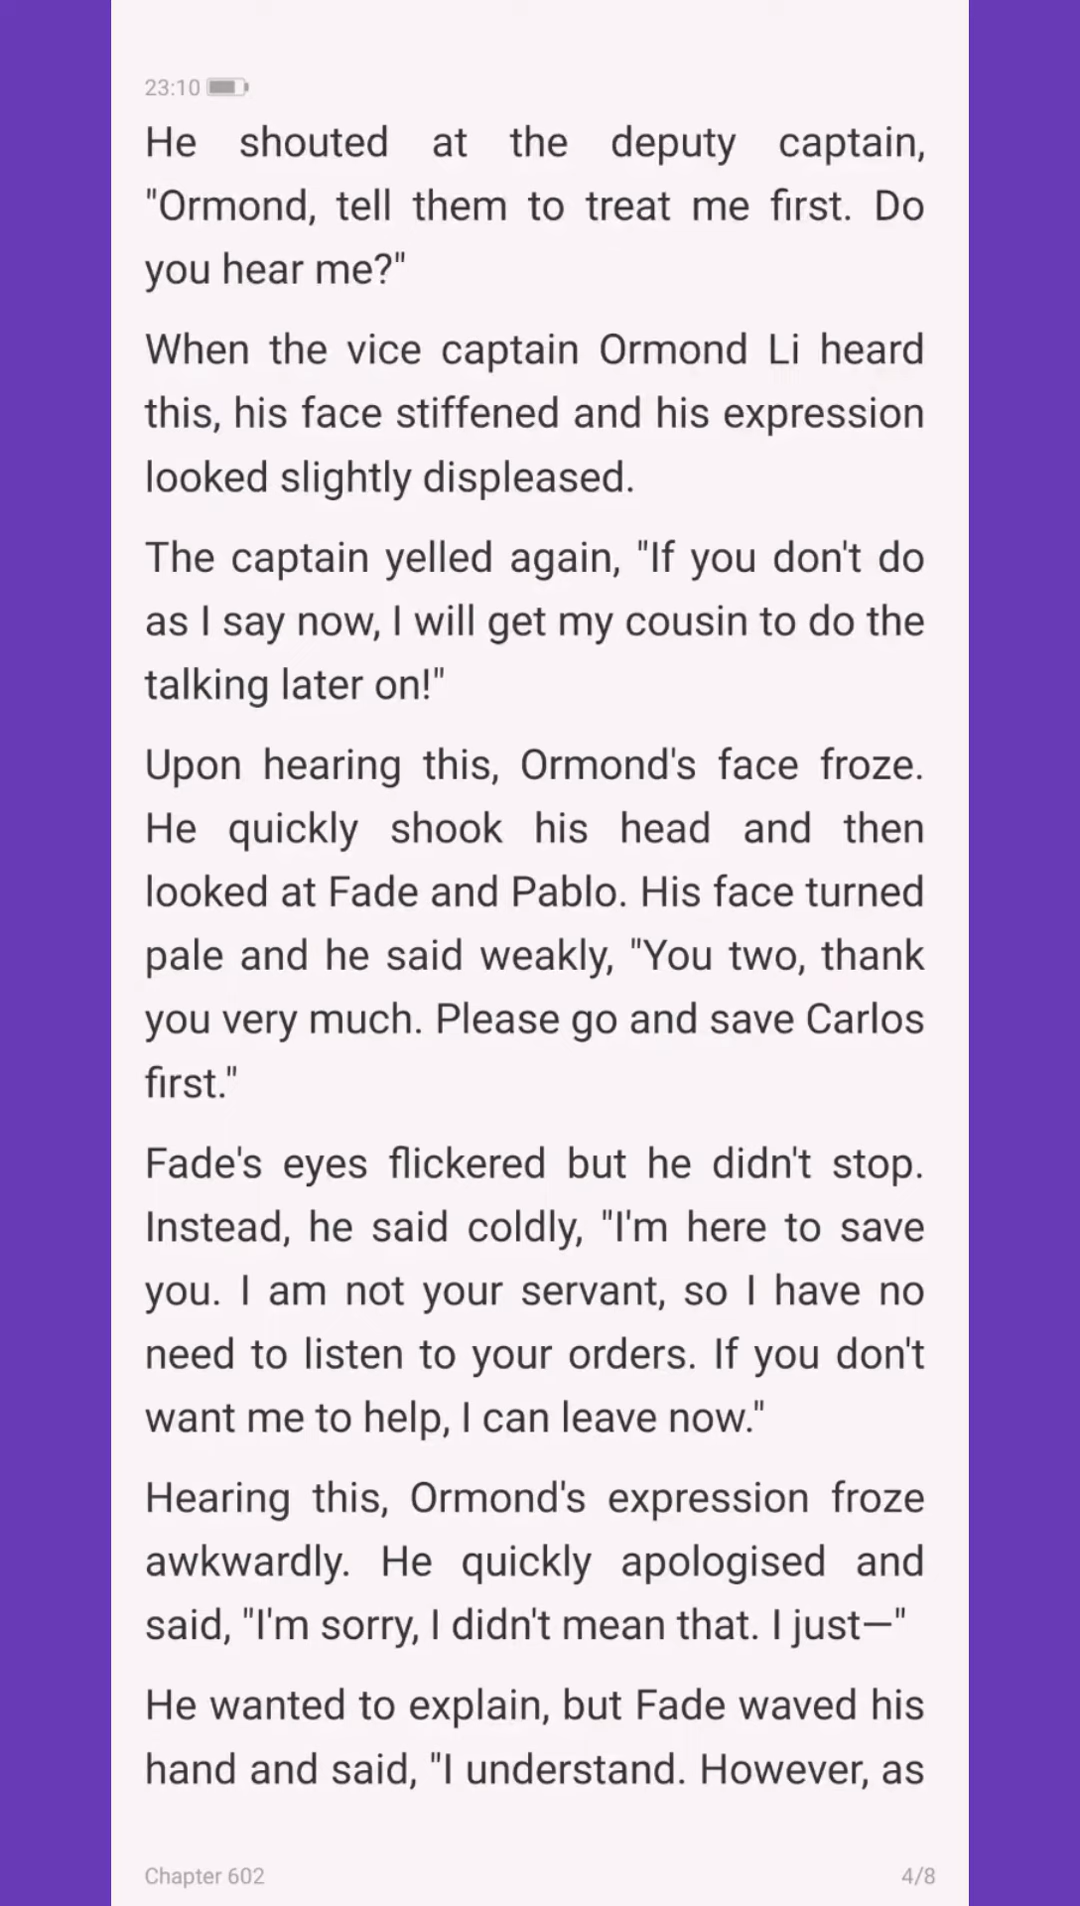 23:10
He shouted at the deputy captain,
"Ormond, tell them to treat me first. Do
you hear me?"
When the vice captain Ormond Li heard
this, his face stiffened and his expression
looked slightly displeased.
The captain yelled again, "If you don't do
as I say now, I will get my cousin to do the
talking later on!"
Upon hearing this, Ormond's face froze.
He quickly shook his head and then
looked at Fade and Pablo. His face turned
pale and he said weakly, "You two, thank
you very much. Please go and save Carlos
first."
Fade's eyes flickered but he didn't stop.
Instead, he said coldly, "I'm here to save
you. I am not your servant, so I have no
need to listen to your orders. If you don't
want me to help, I can leave now."
Hearing this, Ormond's expression froze
awkwardly. He quickly apologised and
said, "I'm sorry, I didn't mean that. I just—"
He wanted to explain, but Fade waved his
hand and said, "I understand. However, as
Chapter 602
4/8